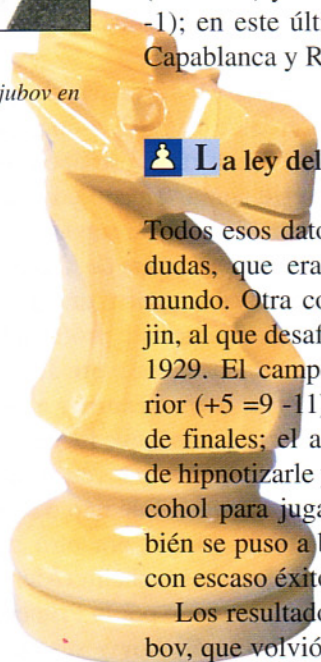 -1); en este últ
Capablanca y R
jubov en
La ley del
Todos esos dato
dudas, que era
mundo. Otra co
jin, al que desaf
1929. El camp
rior (+5 =9 -11)
de finales; el a
de hipnotizarle
cohol para juga
bién se puso a b
con escaso éxito
Los resultado
bov, que volvió